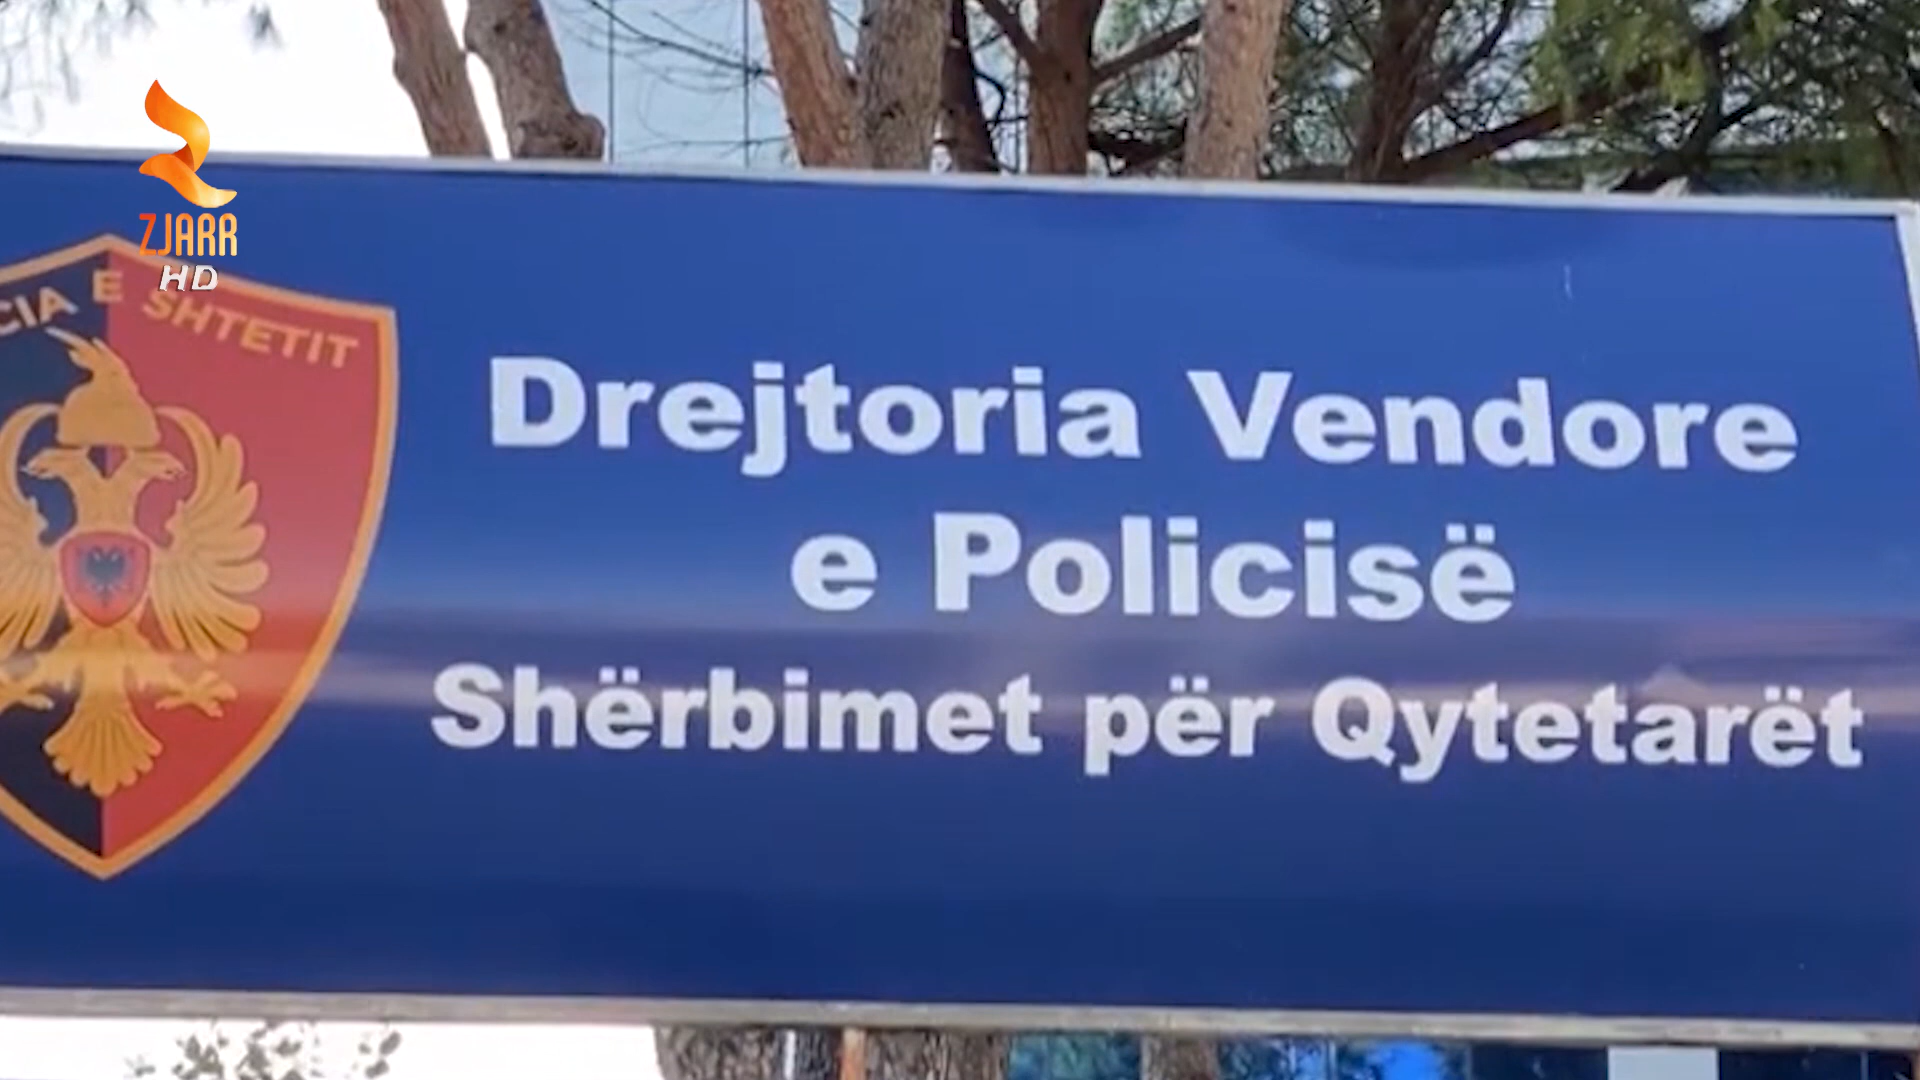 ZJARR
HD
CIA E SHTETIT
Drejtoria Vendore
e Policisë
Shërbimet për Qytetarët